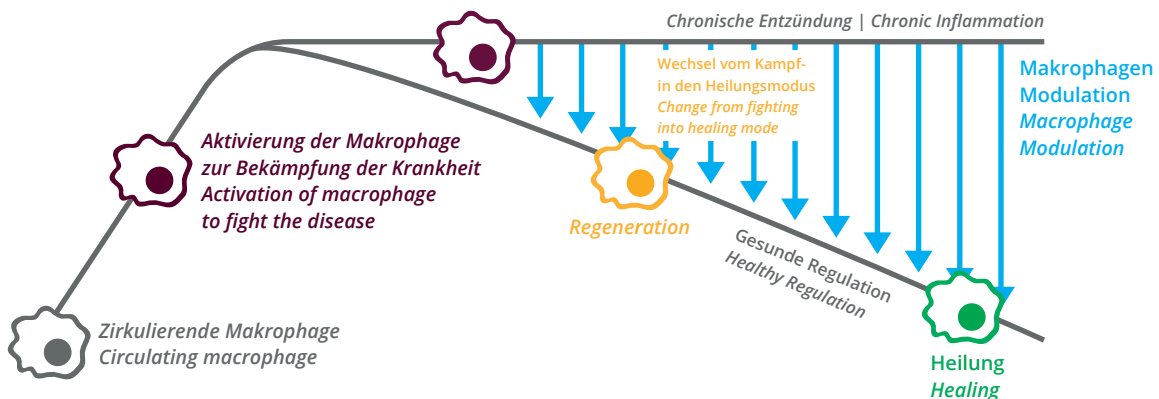 Chronische Entzündung | Chronic Inflammation
Wechsel vom Kampf-
in den Heilungsmodus
Change from fighting
into healing mode
Makrophagen
Modulation
Macrophage
Modulation
Aktivierung der Makrophage
zur Bekämpfung der Krankheit
Activation of macrophage
to fight the disease
Regeneration
Gesunde Regulation
Healthy Regulation
Zirkulierende Makrophage
Circulating macrophage
Heilung
Healing